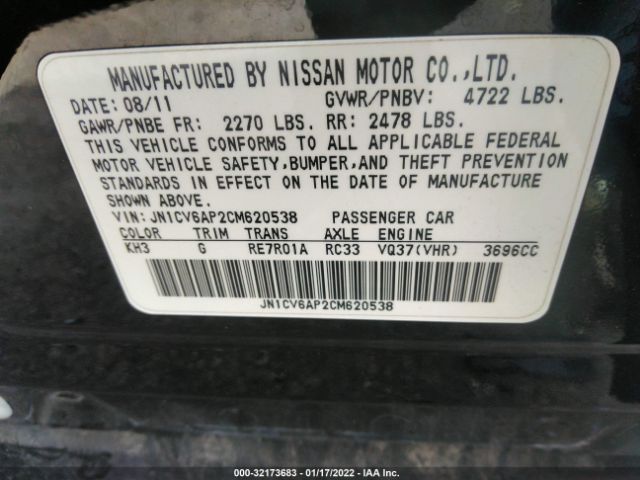 MANUFACTURED BY NISSAN MOTOR CO.,LTD.
DATE: 08/11 GVWR/PNBV: 4722 LBS.
GAWR/PNBE FR: 2270 LBS. RR: 2478 LBS.
THIS VEHICLE CONFORMS TO ALL APPLICABLE FEDERAL
MOTOR VEHICLE SAFETY,BUMPER,AND THEFT PREVENTION
STANDARDS IN EFFECT ON THE DATE OF MANUFACTURE
SHOWN ABOVE.
VIN: JN1CV6AP2CM620538 PASSENGER CAR
COLOR TRIM TRANS AXLE ENGINE
KH3 G RE7R01A RC33 VQ37(VHR) 3696CC
JN1CV6AP2CM620538
000-32173683 - 01/17/2022 - IAA Inc.